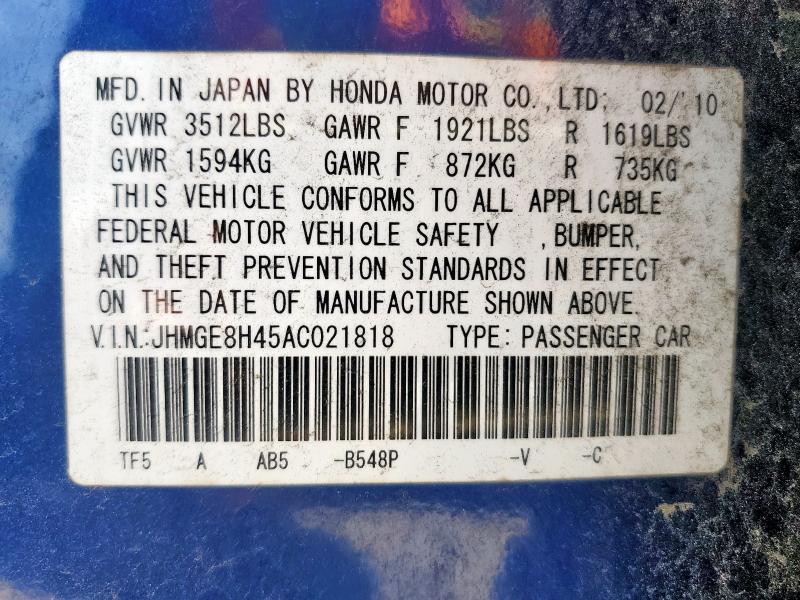 MFD. IN JAPAN BY HONDA MOTOR CO., LTD; 02/'10
GVWR 3512LBS GAWR F 1921LBS R 1619LBS
GVWR 1594KG GAWR F 872KG R 735KG
THIS VEHICLE CONFORMS TO ALL APPLICABLE
FEDERAL MOTOR VEHICLE SAFETY , BUMPER,
AND THEFT PREVENTION STANDARDS IN EFFECT
ON THE DATE OF MANUFACTURE SHOWN ABOVE.
V.I.N.:JHMGE8H45AC021818 TYPE: PASSENGER CAR
TF5 A AB5 -B548P -V -C